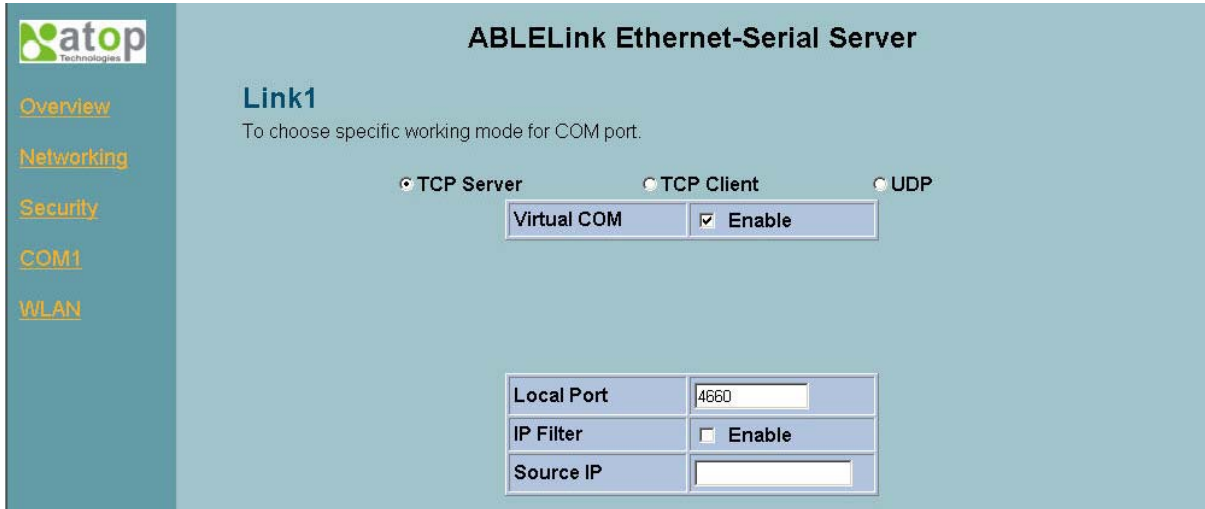 atop
Technologies
ABLELink Ethernet-Serial Server
Overview
Networking
Security
COM1
WLAN
Link1
To choose specific working mode for COM port.
TCP Server TCP Client UDP
Virtual COM Enable
Local Port 4660
IP Filter Enable
Source IP